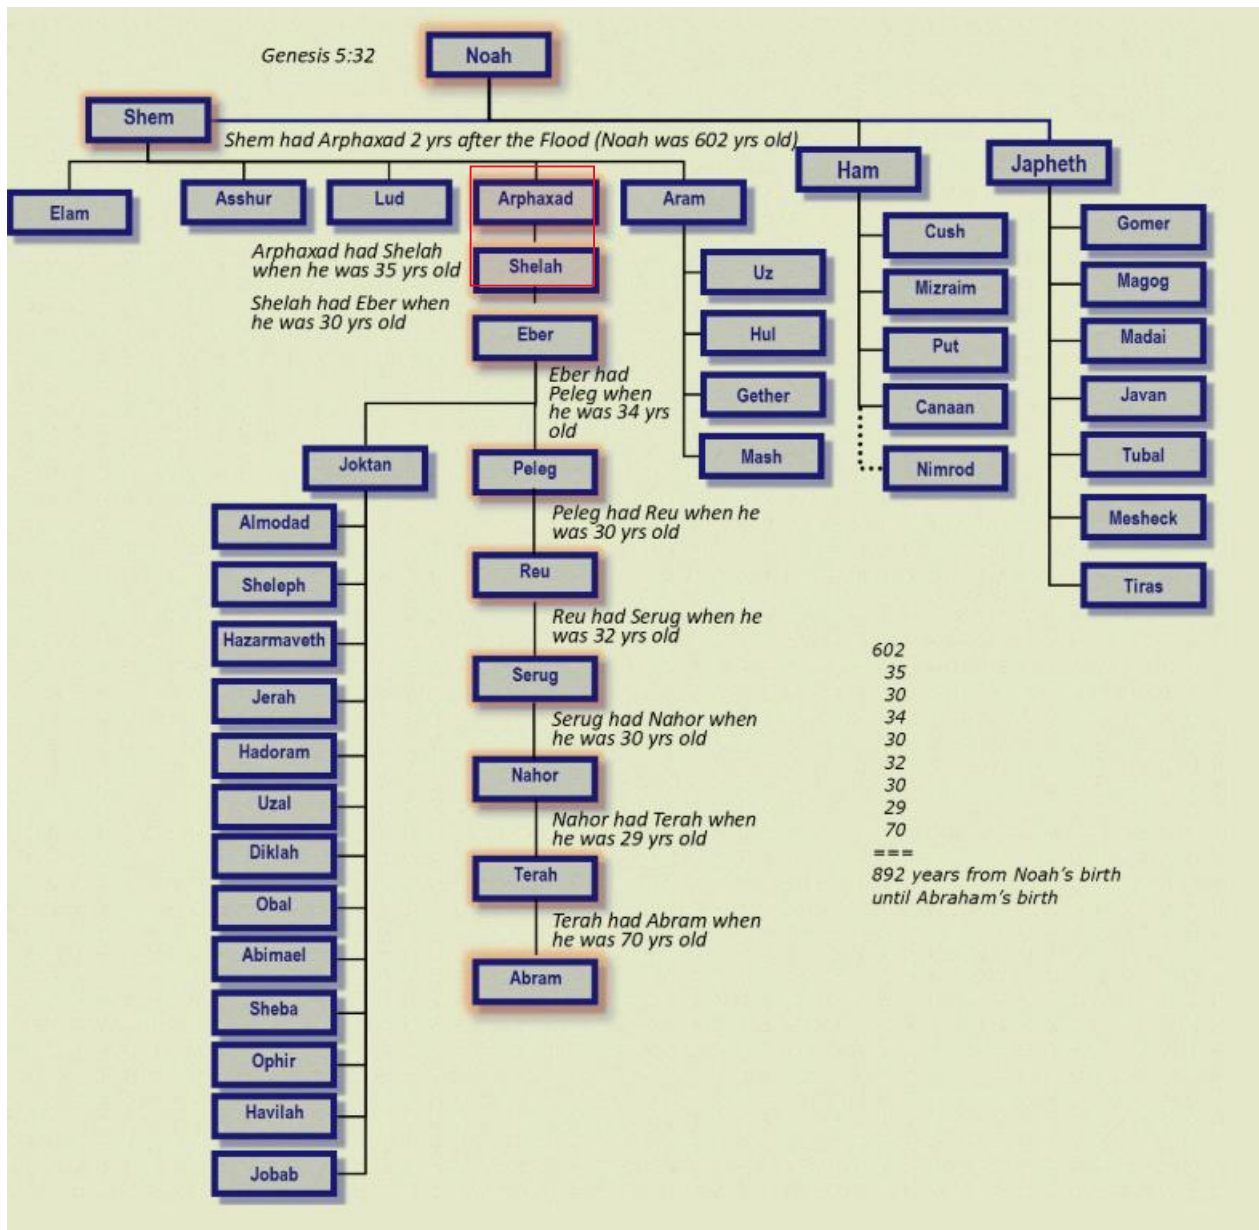 Genesis 5:32
Noah
Shem
Shem had Arphaxad 2 yrs after the Flood (Noah was 602 yrs old)
Ham
Japheth
Elam
Asshur
Lud
Arphaxad
Aram
Arphaxad had Shelah
when he was 35 yrs old
Shelah
Shelah had Eber when
he was 30 yrs old
Eber
Uz
Hul
Gether
Mash
Cush
Mizraim
Put
Canaan
Nimrod
Gomer
Magog
Madai
Javan
Tubal
Mesheck
Tiras
Eber had
Peleg when
he was 34 yrs
old
Joktan
Peleg
Almodad
Sheleph
Hazarmaveth
Jerah
Hadoram
Uzal
Diklah
Obal
Abimael
Sheba
Ophir
Havilah
Jobab
Peleg had Reu when he
was 30 yrs old
Reu
Reu had Serug when he
was 32 yrs old
Serug
Serug had Nahor when
he was 30 yrs old
Nahor
Nahor had Terah when
he was 29 yrs old
Terah
Terah had Abram when
he was 70 yrs old
Abram
602
35
30
34
30
32
30
29
70
===
892 years from Noah's birth
until Abraham's birth